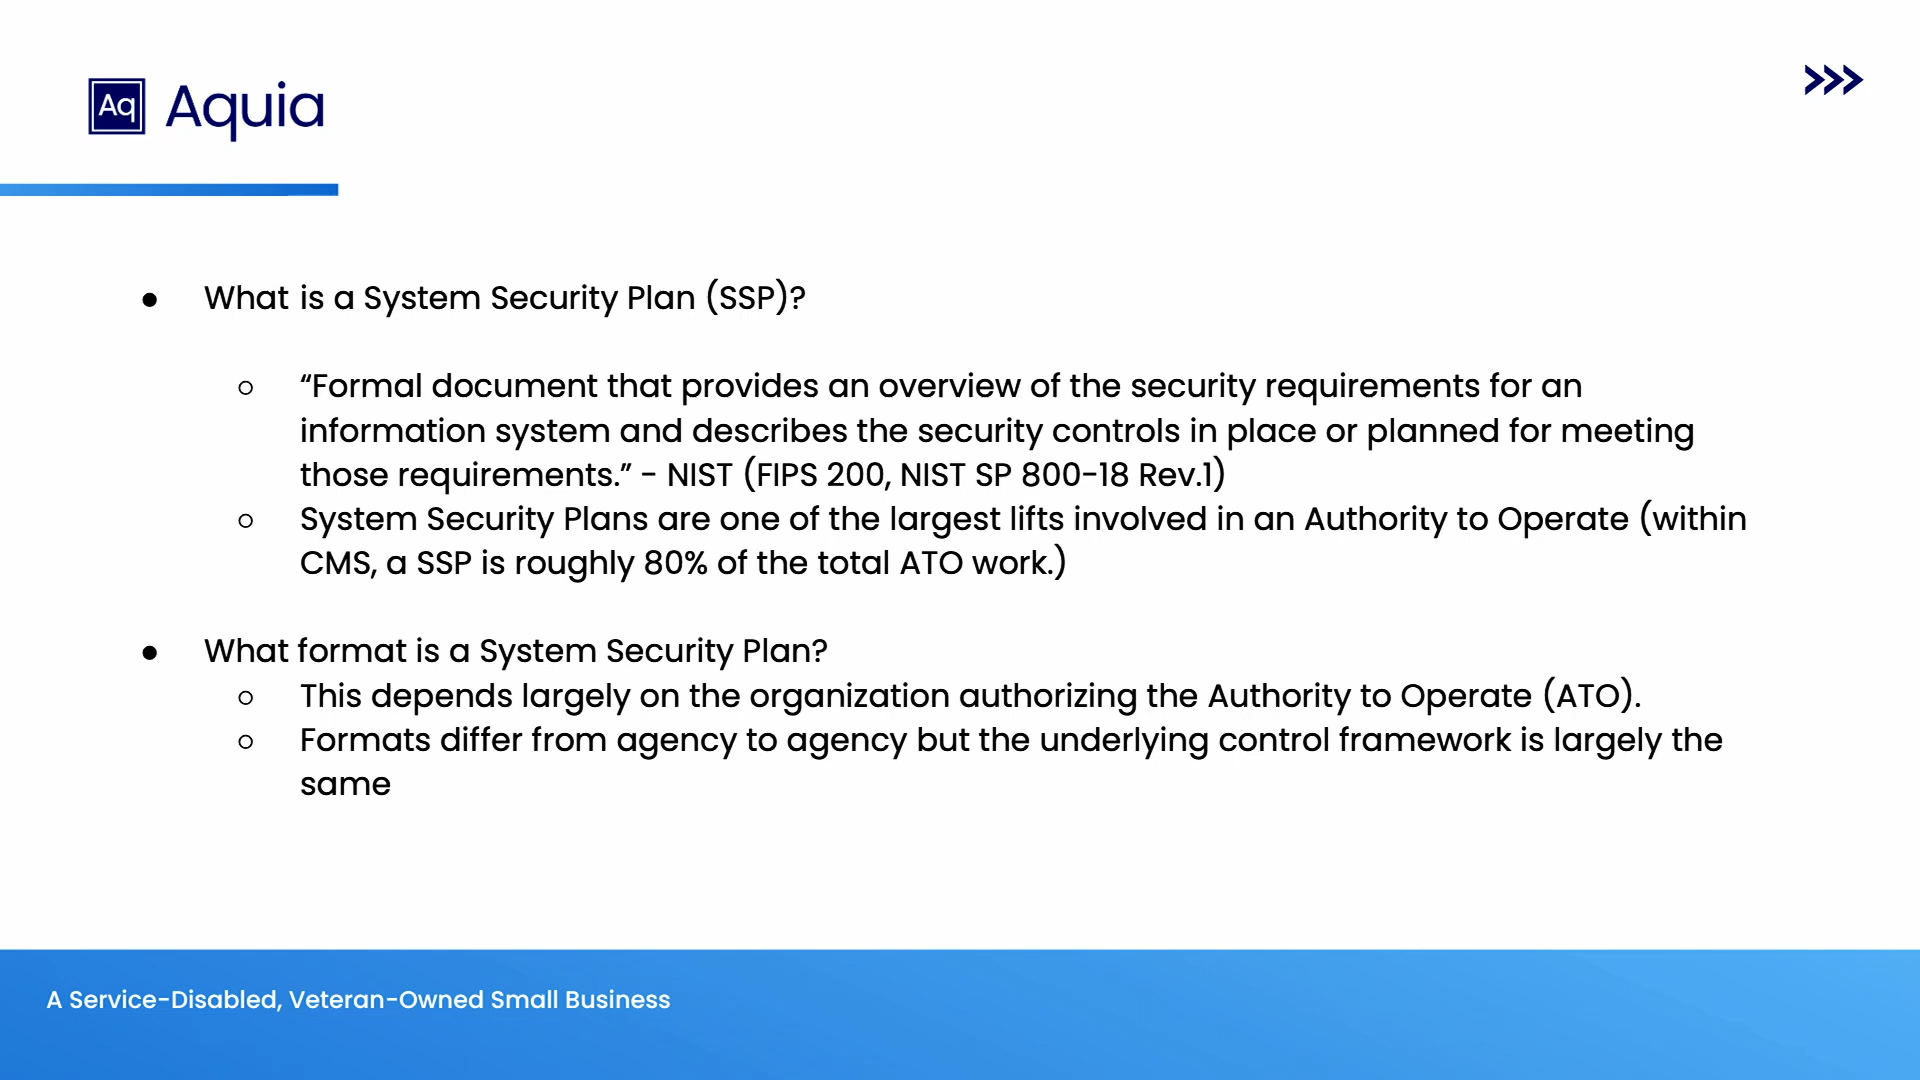 Aq Aquia
● What is a System Security Plan (SSP)?
○ “Formal document that provides an overview of the security requirements for an
information system and describes the security controls in place or planned for meeting
those requirements.” - NIST (FIPS 200, NIST SP 800-18 Rev.1)
○ System Security Plans are one of the largest lifts involved in an Authority to Operate (within
CMS, a SSP is roughly 80% of the total ATO work.)
● What format is a System Security Plan?
○ This depends largely on the organization authorizing the Authority to Operate (ATO).
○ Formats differ from agency to agency but the underlying control framework is largely the
same
A Service-Disabled, Veteran-Owned Small Business